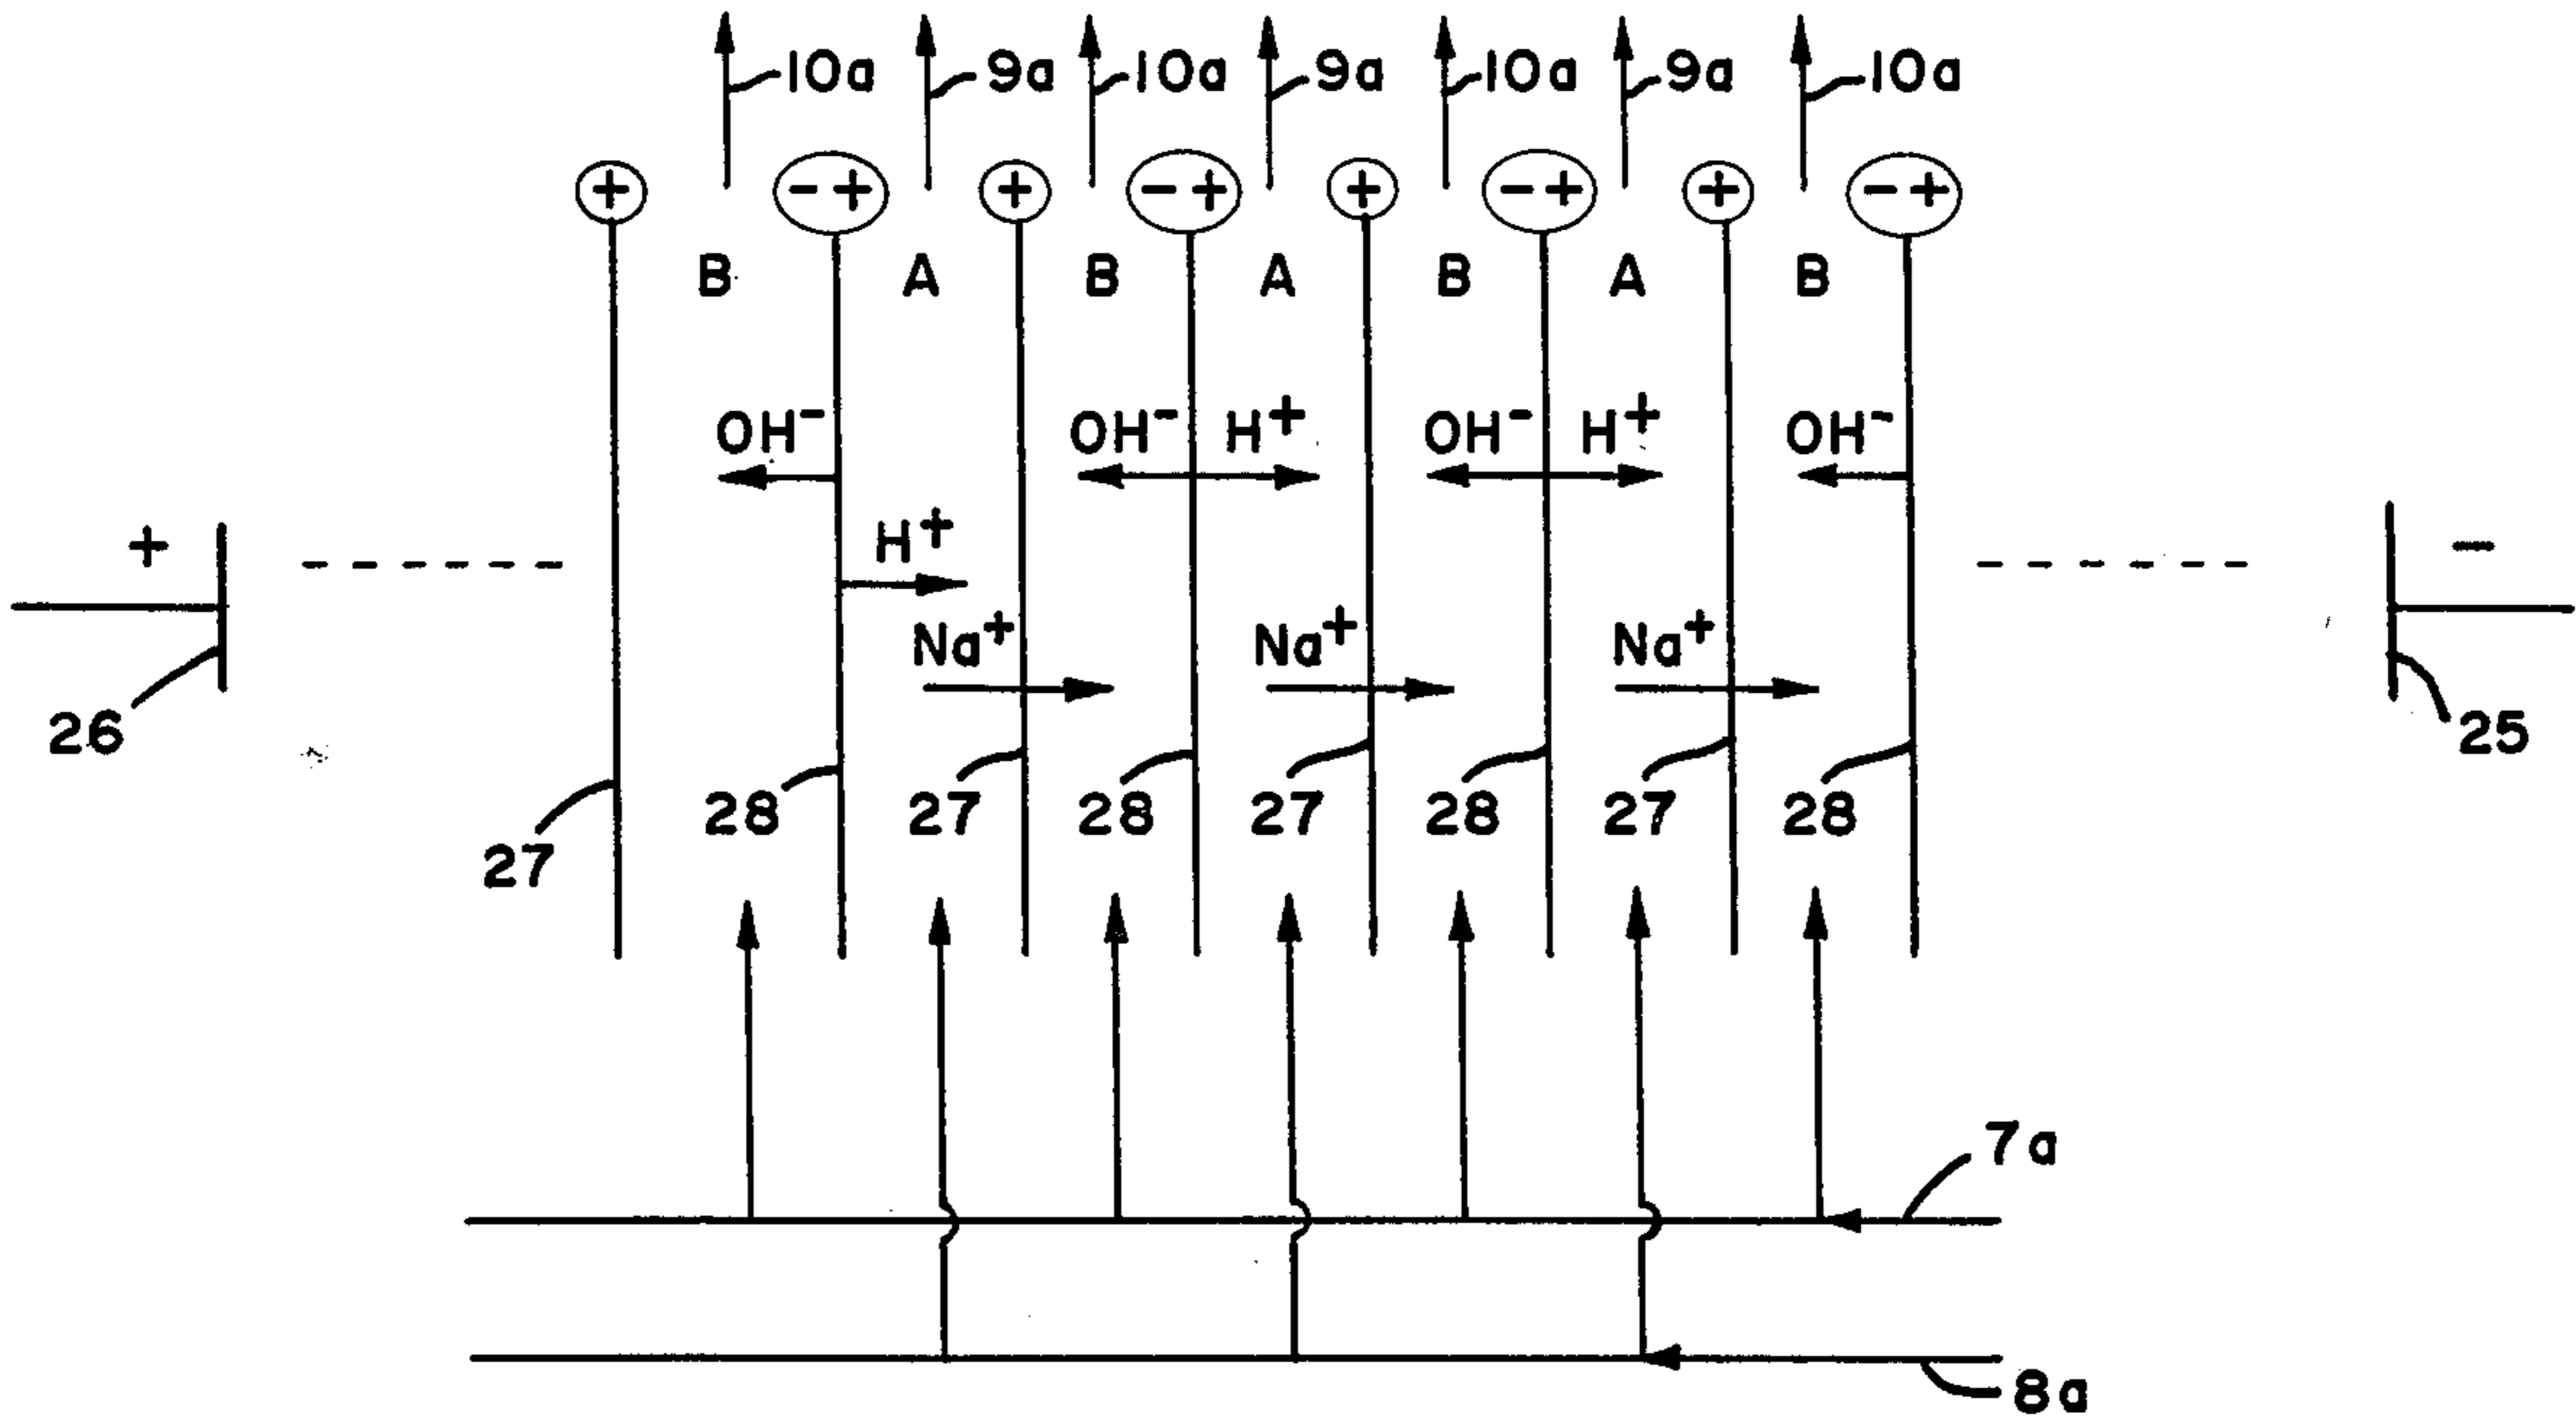 10a 9a 10a 9a 10a 9a 10a
+ - + + - + + - + + - +
B A B A B A B
OH⁻ OH⁻ H⁺ OH⁻ H⁺ OH⁻
+ H⁺ -
Na⁺ Na⁺ Na⁺
26 25
28 27 28 27 28 27 28
27
7a
8a